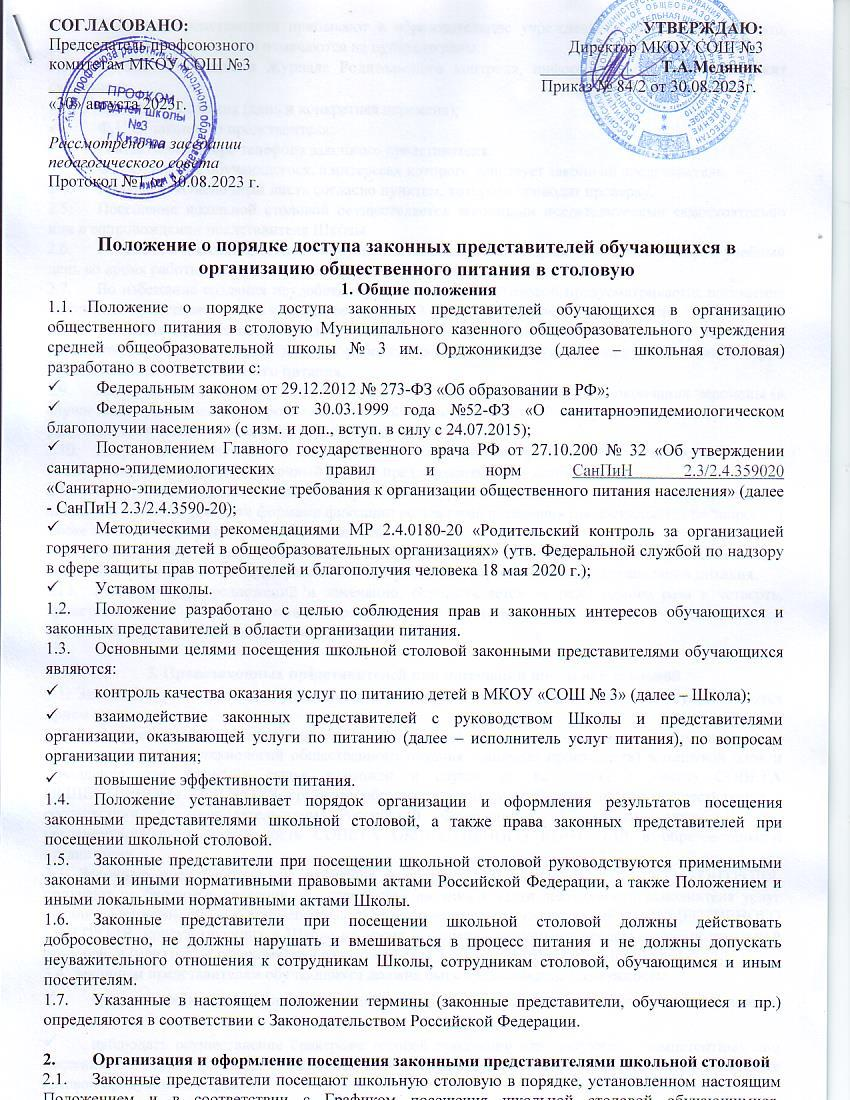 СОГЛАСОВАНО:
Председатель профсоюзного
комитетам МКОУ СОШ №3
«30» августа 2023г.
Рассмотрено на заседании
педагогического совета
Протокол №1 от 30.08.2023 г.
ПРОФКОМ
средней школы
№3
г. Кизляра
УТВЕРЖДАЮ:
Директор МКОУ СОШ №3
Т.А.Медяник
Приказ № 84/2 от 30.08.2023г.
Положение о порядке доступа законных представителей обучающихся в
организацию общественного питания в столовую
1. Общие положения
1.1. Положение о порядке доступа законных представителей обучающихся в организацию
общественного питания в столовую Муниципального казенного общеобразовательного учреждения
средней общеобразовательной школы № 3 им. Орджоникидзе (далее – школьная столовая)
разработано в соответствии с:
✓ Федеральным законом от 29.12.2012 № 273-ФЗ «Об образовании в РФ»;
✓ Федеральным законом от 30.03.1999 года №52-ФЗ «О санитарноэпидемиологическом
благополучии населения» (с изм. и доп., вступ. в силу с 24.07.2015);
✓ Постановлением Главного государственного врача РФ от 27.10.200 № 32 «Об утверждении
санитарно-эпидемиологических правил и норм СанПиН 2.3/2.4.359020
«Санитарно-эпидемиологические требования к организации общественного питания населения» (далее
- СанПиН 2.3/2.4.3590-20);
✓ Методическими рекомендациями МР 2.4.0180-20 «Родительский контроль за организацией
горячего питания детей в общеобразовательных организациях» (утв. Федеральной службой по надзору
в сфере защиты прав потребителей и благополучия человека 18 мая 2020 г.);
✓ Уставом школы.
1.2. Положение разработано с целью соблюдения прав и законных интересов обучающихся и
законных представителей в области организации питания.
1.3. Основными целями посещения школьной столовой законными представителями обучающихся
являются:
✓ контроль качества оказания услуг по питанию детей в МКОУ «СОШ № 3» (далее – Школа);
✓ взаимодействие законных представителей с руководством Школы и представителями
организации, оказывающей услуги по питанию (далее – исполнитель услуг питания), по вопросам
организации питания;
✓ повышение эффективности питания.
1.4. Положение устанавливает порядок организации и оформления результатов посещения
законными представителями школьной столовой, а также права законных представителей при
посещении школьной столовой.
1.5. Законные представители при посещении школьной столовой руководствуются применимыми
законами и иными нормативными правовыми актами Российской Федерации, а также Положением и
иными локальными нормативными актами Школы.
1.6. Законные представители при посещении школьной столовой должны действовать
добросовестно, не должны нарушать и вмешиваться в процесс питания и не должны допускать
неуважительного отношения к сотрудникам Школы, сотрудникам столовой, обучающимся и иным
посетителям.
1.7. Указанные в настоящем положении термины (законные представители, обучающиеся и пр.)
определяются в соответствии с Законодательством Российской Федерации.
2. Организация и оформление посещения законными представителями школьной столовой
2.1. Законные представители посещают школьную столовую в порядке, установленном настоящим
Положением и в соответствии с Графиком посещения школьной столовой обучающимися